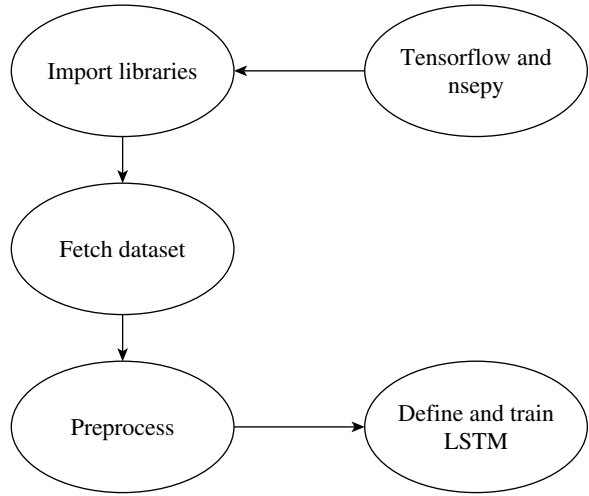 Import libraries
Tensorflow and
nsepy
Fetch dataset
Preprocess
Define and train
LSTM